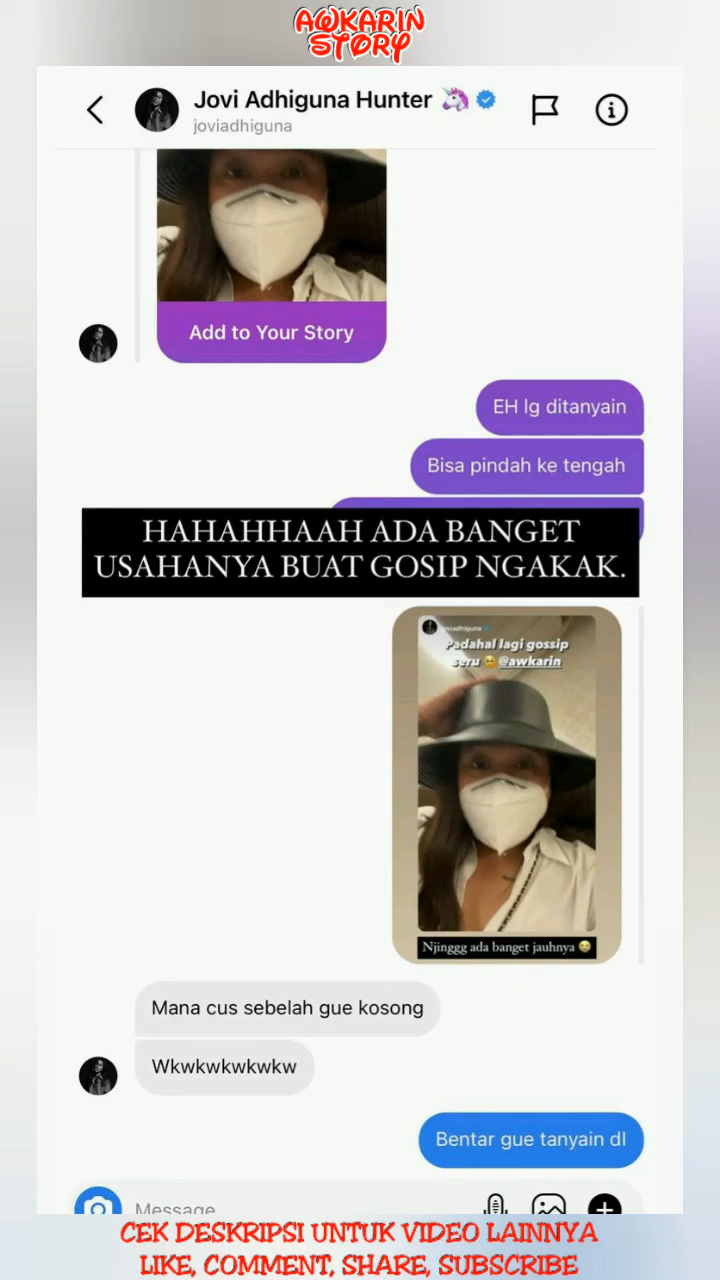 AWKARIN
STORY
Jovi Adhiguna Hunter 🦄
joviadhiguna
Add to Your Story
EH lg ditanyain
Bisa pindah ke tengah
HAHAHHAAH ADA BANGET
USAHANYA BUAT GOSIP NGAKAK.
joviadhiguna
Padahal lagi gossip
seru 🥺 @awkarin
Njinggg ada banget jauhnya 😢
Mana cus sebelah gue kosong
Wkwkwkwkwkw
Bentar gue tanyain dl
Message
CEK DESKRIPSI UNTUK VIDEO LAINNYA
LIKE, COMMENT, SHARE, SUBSCRIBE